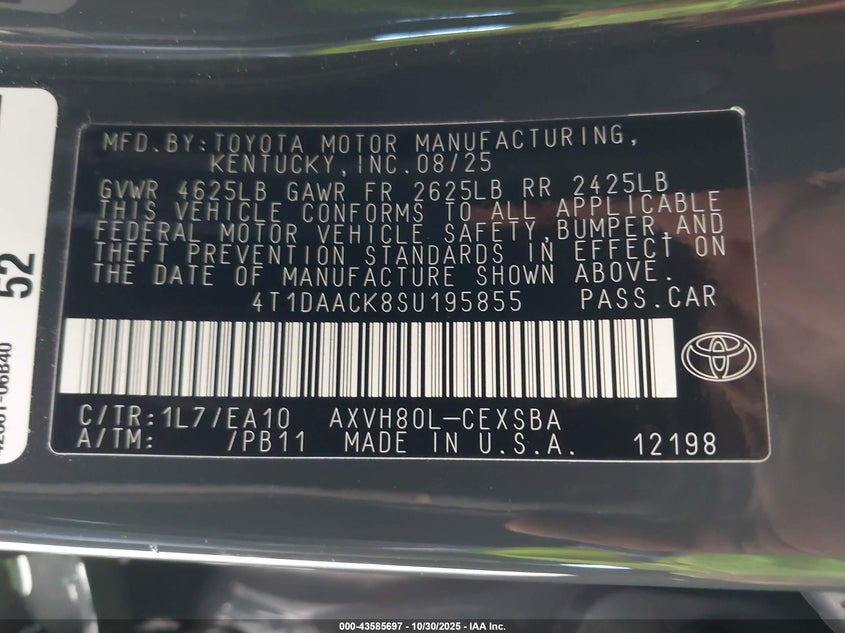 MFD.BY:TOYOTA MOTOR MANUFACTURING,
KENTUCKY,INC.08/25
GVWR 4625LB GAWR FR 2625LB RR 2425LB
THIS VEHICLE CONFORMS TO ALL APPLICABLE
FEDERAL MOTOR VEHICLE SAFETY,BUMPER,AND
THEFT PREVENTION STANDARDS IN EFFECT ON
THE DATE OF MANUFACTURE SHOWN ABOVE.
4T1DAACK8SU195855 PASS.CAR
C/TR:1L7/EA10 AXVH80L-CEXSBA
A/TM: /PB11 MADE IN U.S.A. 12198
52
000-43585697 - 10/30/2025 - IAA Inc.